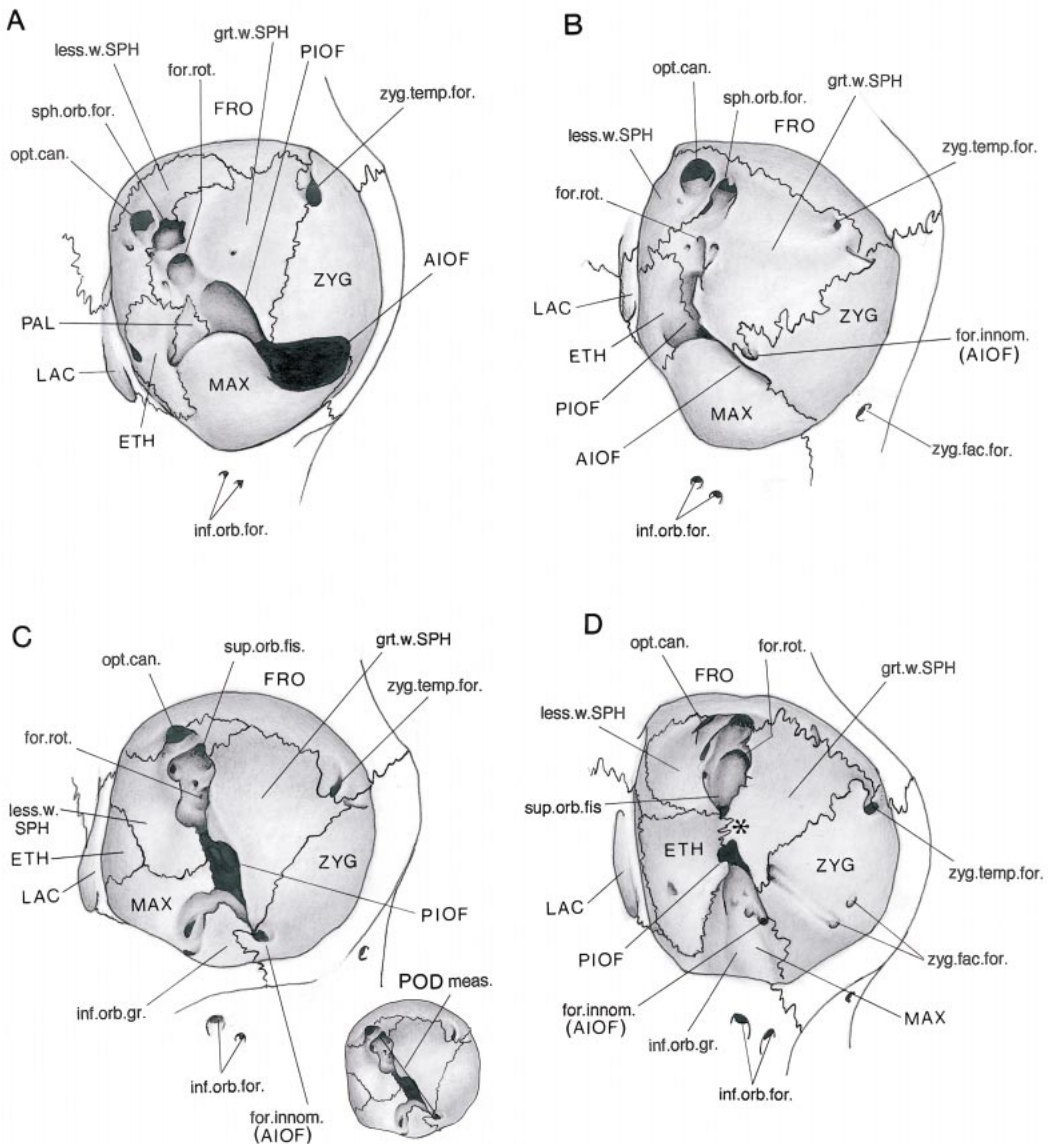 A
less.w.SPH
grt.w.SPH
PIOF
for.rot.
FRO
zyg.temp.for.
sph.orb.for.
opt.can.
AIOF
ZYG
PAL
MAX
LAC
ETH
inf.orb.for.
B
opt.can.
sph.orb.for.
grt.w.SPH
FRO
less.w.SPH
zyg.temp.for.
for.rot.
LAC
ZYG
ETH
for.innom.
(AIOF)
PIOF
MAX
AIOF
zyg.fac.for.
inf.orb.for.
C
grt.w.SPH
sup.orb.fis.
opt.can.
FRO
zyg.temp.for.
for.rot.
less.w.
SPH
ETH
ZYG
LAC
MAX
PIOF
inf.orb.gr.
POD meas.
inf.orb.for.
for.innom.
(AIOF)
D
opt.can.
for.rot.
FRO
grt.w.SPH
less.w.SPH
sup.orb.fis
*
ETH
ZYG
zyg.temp.for.
LAC
PIOF
zyg.fac.for.
for.innom.
(AIOF)
MAX
inf.orb.gr.
inf.orb.for.